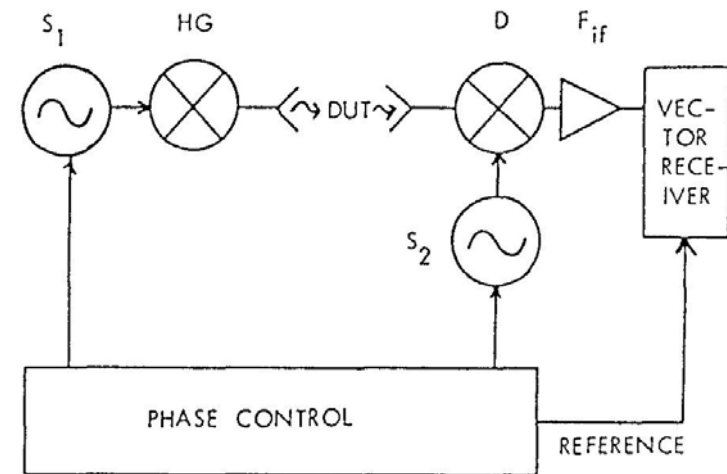 S1
HG
D
Fif
DUT
VEC-
TOR
RECE-
IVER
S2
PHASE CONTROL
REFERENCE